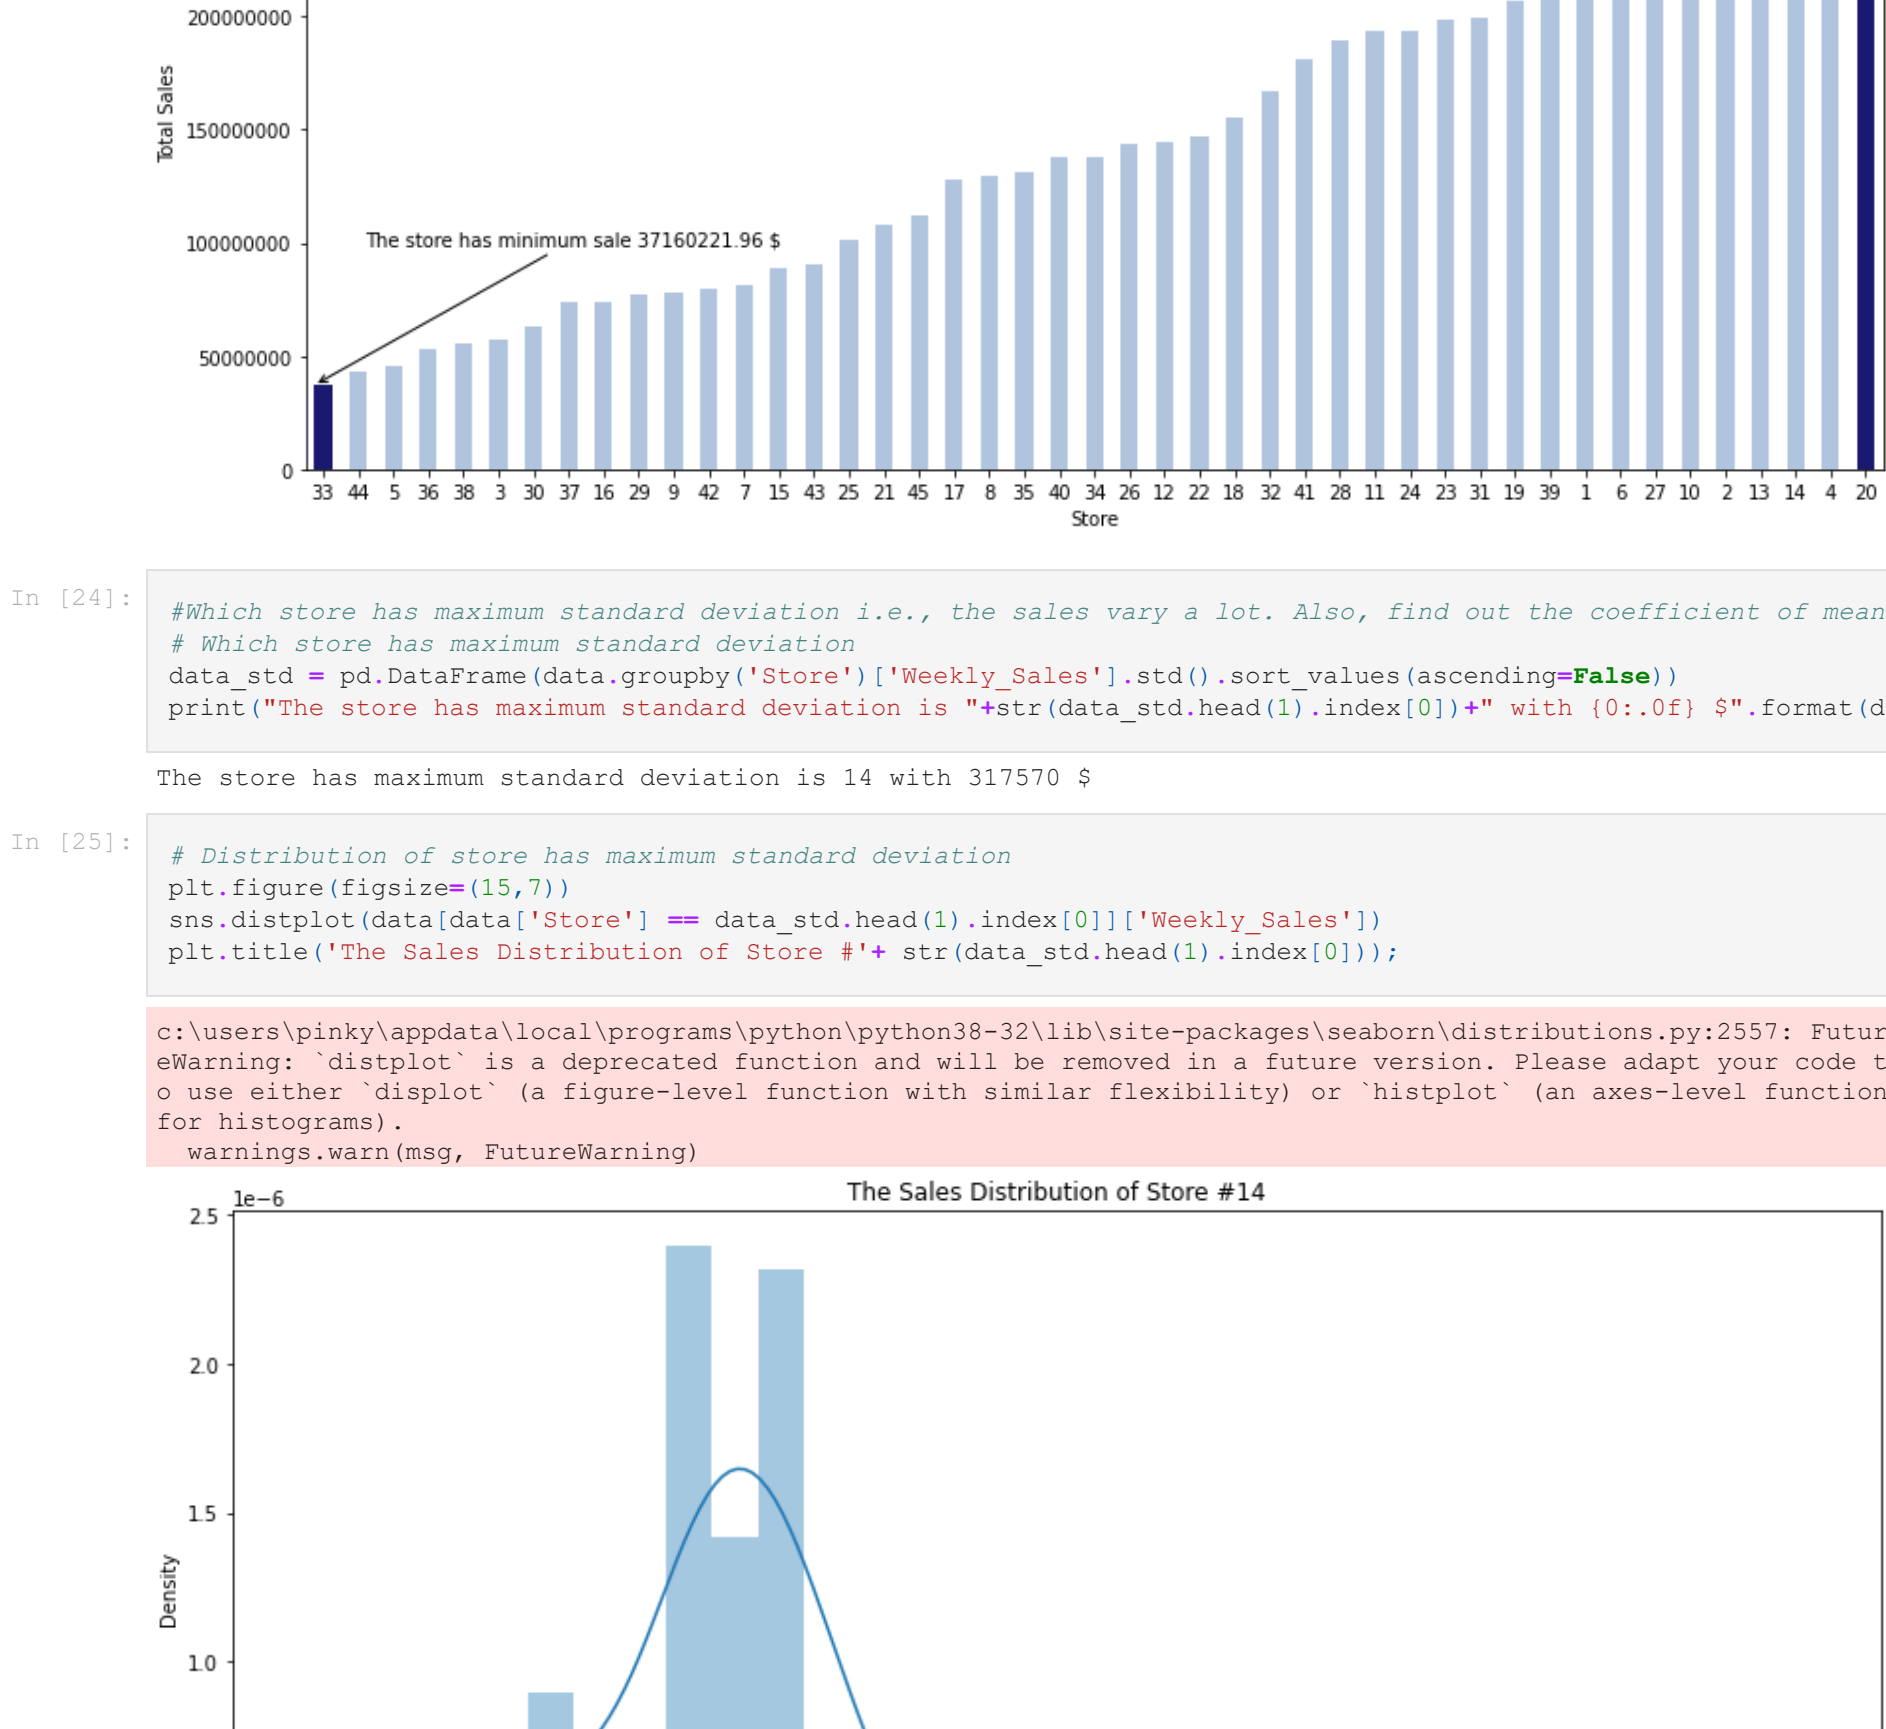 200000000
150000000
100000000
50000000
0
Total Sales
The store has minimum sale 37160221.96 $
33 44 5 36 38 3 30 37 16 29 9 42 7 15 43 25 21 45 17 8 35 40 34 26 12 22 18 32 41 28 11 24 23 31 19 39 1 6 27 10 2 13 14 4 20
Store
In [24]:
#Which store has maximum standard deviation i.e., the sales vary a lot. Also, find out the coefficient of mean
# Which store has maximum standard deviation
data_std = pd.DataFrame(data.groupby('Store')['Weekly_Sales'].std().sort_values(ascending=False))
print("The store has maximum standard deviation is "+str(data_std.head(1).index[0])+" with {0:.0f} $".format(d
The store has maximum standard deviation is 14 with 317570 $
In [25]:
# Distribution of store has maximum standard deviation
plt.figure(figsize=(15,7))
sns.distplot(data[data['Store'] == data_std.head(1).index[0]]['Weekly_Sales'])
plt.title('The Sales Distribution of Store #'+ str(data_std.head(1).index[0]));
c:\users\pinky\appdata\local\programs\python\python38-32\lib\site-packages\seaborn\distributions.py:2557: Futur
eWarning: `distplot` is a deprecated function and will be removed in a future version. Please adapt your code t
o use either `displot` (a figure-level function with similar flexibility) or `histplot` (an axes-level function
for histograms).
warnings.warn(msg, FutureWarning)
The Sales Distribution of Store #14
1e−6
2.5
2.0
1.5
1.0
Density